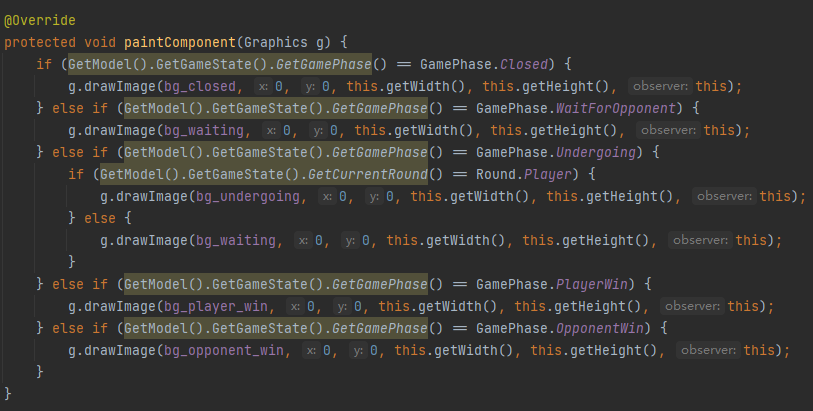 @Override
protected void paintComponent(Graphics g) {
    if (GetModel().GetGameState().GetGamePhase() == GamePhase.Closed) {
        g.drawImage(bg_closed, x: 0, y: 0, this.getWidth(), this.getHeight(), observer: this);
    } else if (GetModel().GetGameState().GetGamePhase() == GamePhase.WaitForOpponent) {
        g.drawImage(bg_waiting, x: 0, y: 0, this.getWidth(), this.getHeight(), observer: this);
    } else if (GetModel().GetGameState().GetGamePhase() == GamePhase.Undergoing) {
        if (GetModel().GetGameState().GetCurrentRound() == Round.Player) {
            g.drawImage(bg_undergoing, x: 0, y: 0, this.getWidth(), this.getHeight(), observer: this);
        } else {
            g.drawImage(bg_waiting, x: 0, y: 0, this.getWidth(), this.getHeight(), observer: this);
        }
    } else if (GetModel().GetGameState().GetGamePhase() == GamePhase.PlayerWin) {
        g.drawImage(bg_player_win, x: 0, y: 0, this.getWidth(), this.getHeight(), observer: this);
    } else if (GetModel().GetGameState().GetGamePhase() == GamePhase.OpponentWin) {
        g.drawImage(bg_opponent_win, x: 0, y: 0, this.getWidth(), this.getHeight(), observer: this);
    }
}